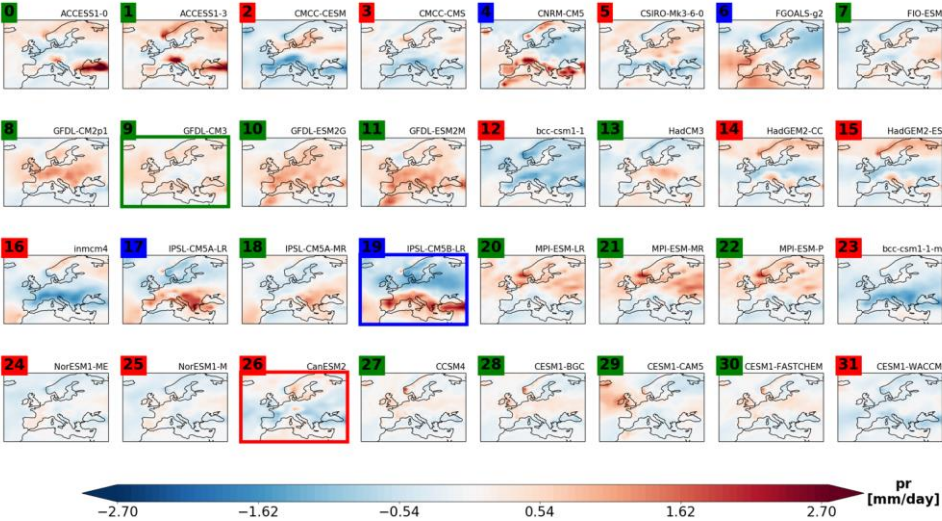 0 ACCESS1-0
1 ACCESS1-3
2 CMCC-CESM
3 CMCC-CMS
4 CNRM-CM5
5 CSIRO-Mk3-6-0
6 FGOALS-g2
7 FIO-ESM
8 GFDL-CM2p1
9 GFDL-CM3
10 GFDL-ESM2G
11 GFDL-ESM2M
12 bcc-csm1-1
13 HadCM3
14 HadGEM2-CC
15 HadGEM2-ES
16 inmcm4
17 IPSL-CM5A-LR
18 IPSL-CM5A-MR
19 IPSL-CM5B-LR
20 MPI-ESM-LR
21 MPI-ESM-MR
22 MPI-ESM-P
23 bcc-csm1-1-m
24 NorESM1-ME
25 NorESM1-M
26 CanESM2
27 CCSM4
28 CESM1-BGC
29 CESM1-CAM5
30 CESM1-FASTCHEM
31 CESM1-WACCM
−2.70 −1.62 −0.54 0.54 1.62 2.70
pr
[mm/day]